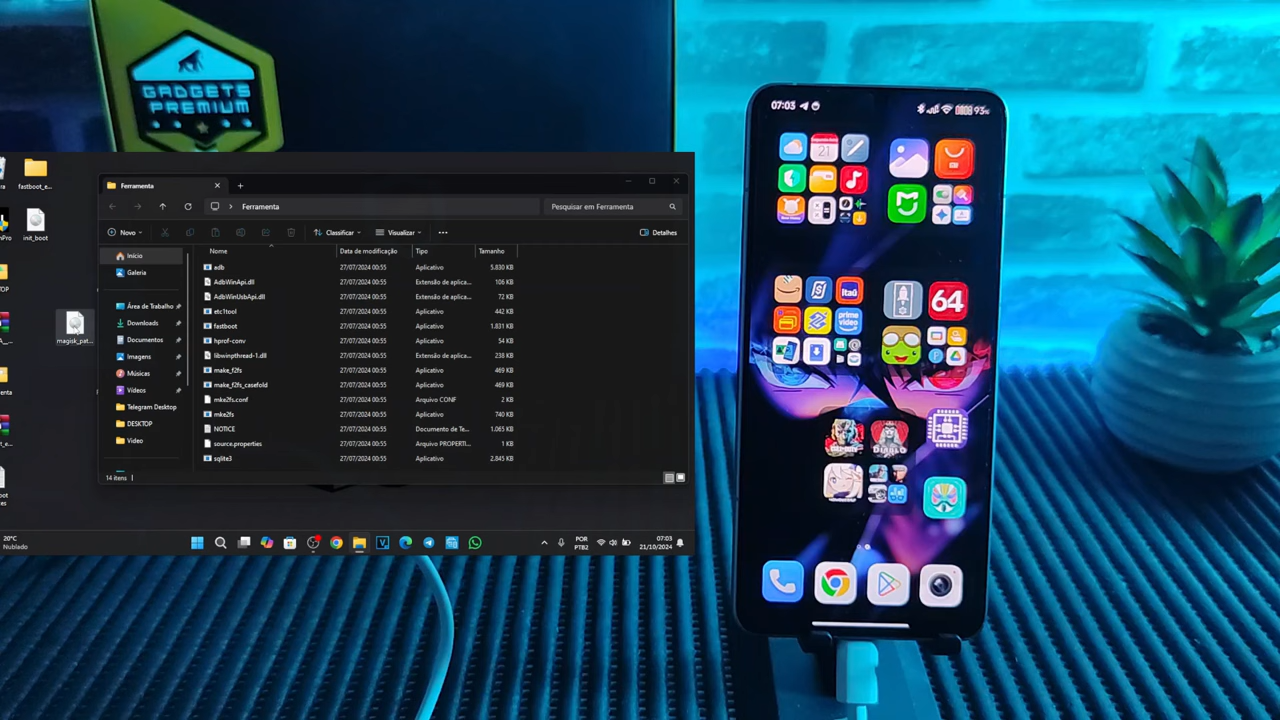 GADGETS
PREMIUM
fastboot_e...
init_boot
magisk_pat...
Ferramenta
Ferramenta
Pesquisar em Ferramenta
Novo
Classificar
Visualizar
Detalhes
Início
Galeria
Área de Trabalho
Downloads
Documentos
Imagens
Músicas
Vídeos
Telegram Desktop
DESKTOP
Video
Nome
Data de modificação
Tipo
Tamanho
adb 27/07/2024 00:55 Aplicativo 5.830 KB
AdbWinApi.dll 27/07/2024 00:55 Extensão de aplica... 106 KB
AdbWinUsbApi.dll 27/07/2024 00:55 Extensão de aplica... 72 KB
etc1tool 27/07/2024 00:55 Aplicativo 442 KB
fastboot 27/07/2024 00:55 Aplicativo 1.831 KB
hprof-conv 27/07/2024 00:55 Aplicativo 54 KB
libwinpthread-1.dll 27/07/2024 00:55 Extensão de aplica... 238 KB
make_f2fs 27/07/2024 00:55 Aplicativo 469 KB
make_f2fs_casefold 27/07/2024 00:55 Aplicativo 469 KB
mke2fs.conf 27/07/2024 00:55 Arquivo CONF 2 KB
mke2fs 27/07/2024 00:55 Aplicativo 740 KB
NOTICE 27/07/2024 00:55 Documento de Te... 1.065 KB
source.properties 27/07/2024 00:55 Arquivo PROPERTI... 1 KB
sqlite3 27/07/2024 00:55 Aplicativo 2.845 KB
14 itens
20°C
Nublado
POR
PTB2
07:03
21/10/2024
07:03
93%
21
Itaú
prime
video
64
DIABLO